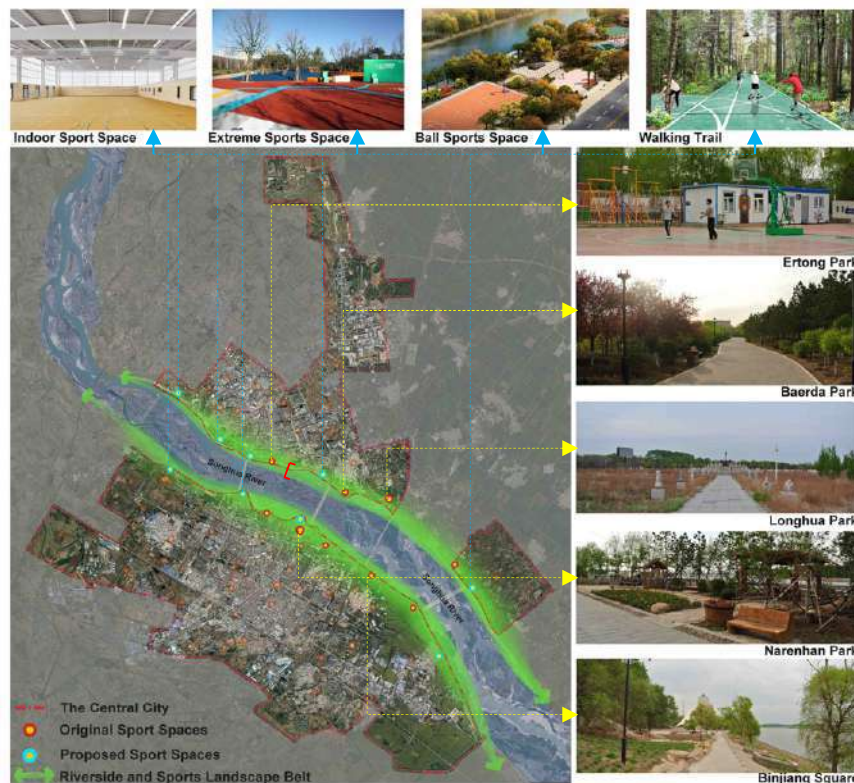 Indoor Sport Space
Extreme Sports Space
Ball Sports Space
Walking Trail
Ertong Park
Baerda Park
Longhua Park
Narenhan Park
Binjiang Square
Songhua River
Songhua River
The Central City
Original Sport Spaces
Proposed Sport Spaces
Riverside and Sports Landscape Belt